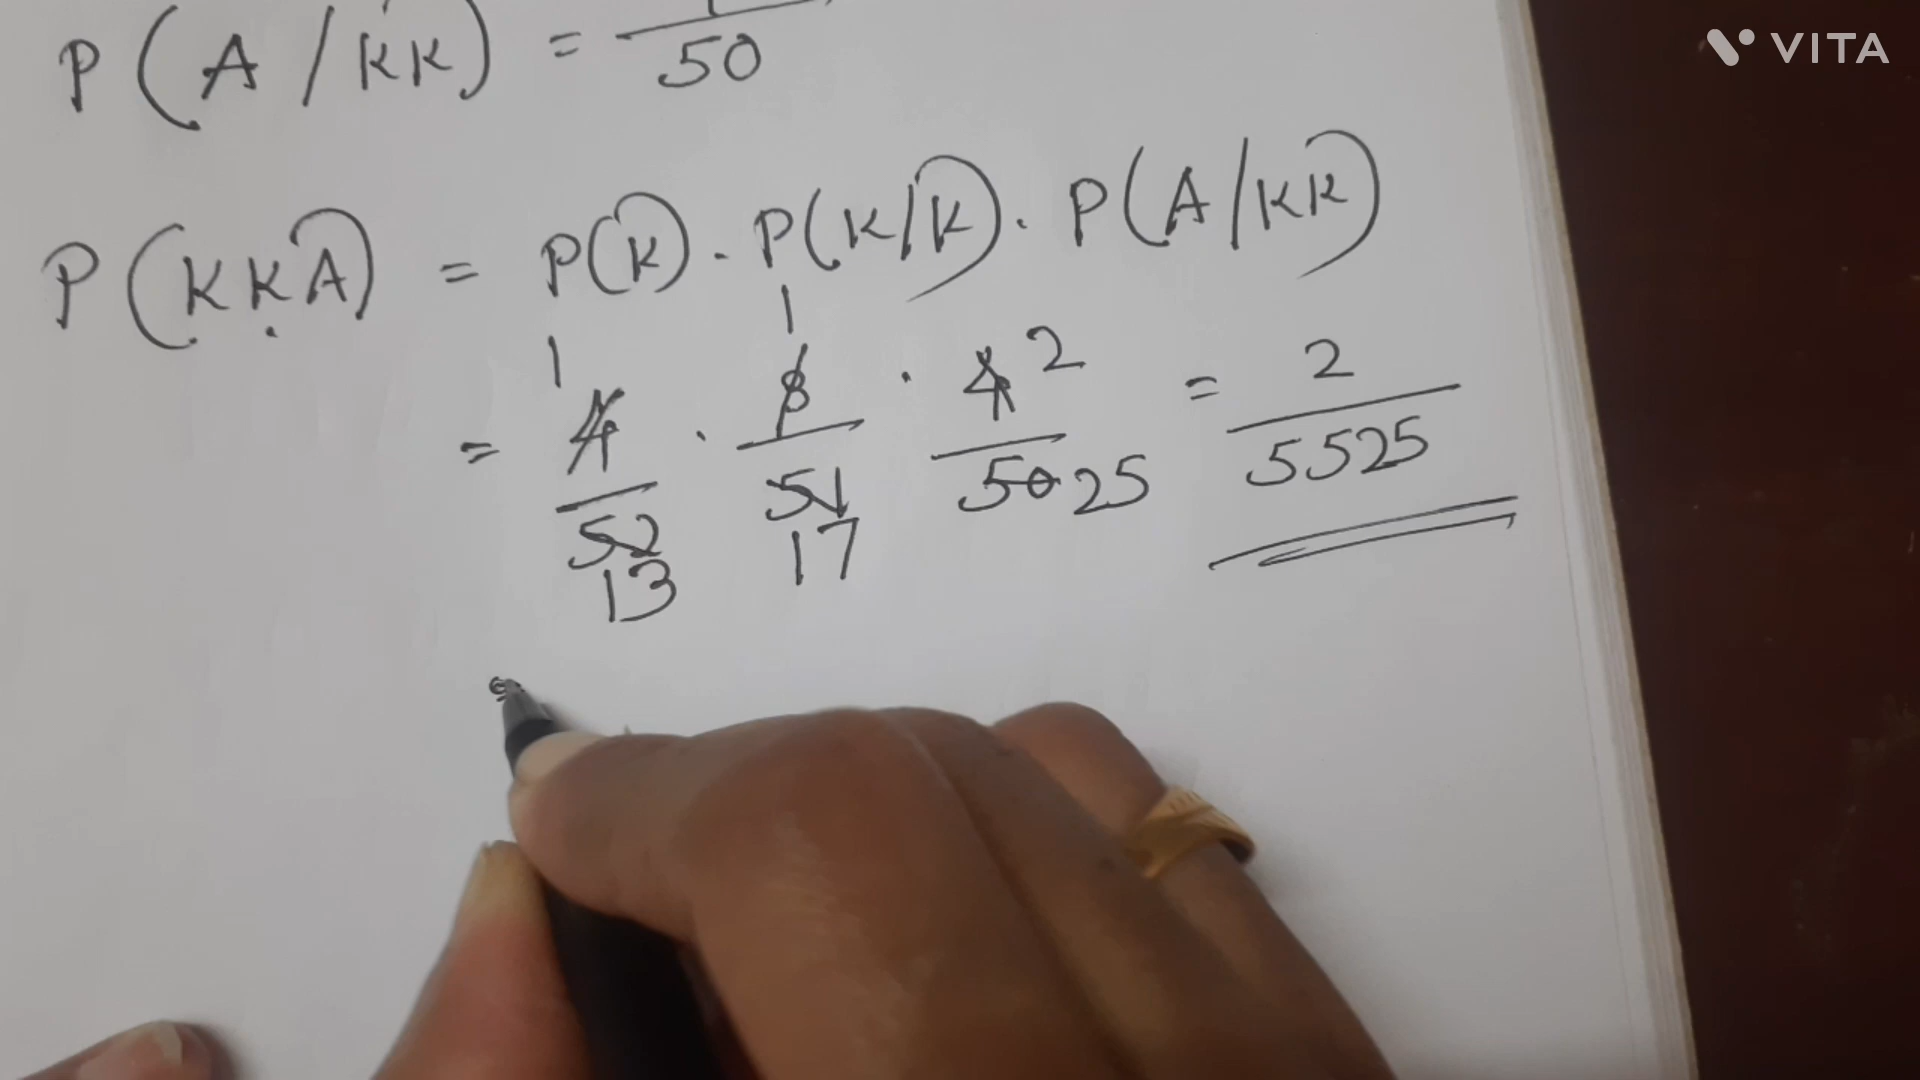 VITA
P(A/KK) = 50
P(KKA) = P(K) . P(K/K) . P(A/KK)
1 1
= 4/52 . 3/51 . 4/50 2 25 = 2/5525
13 17